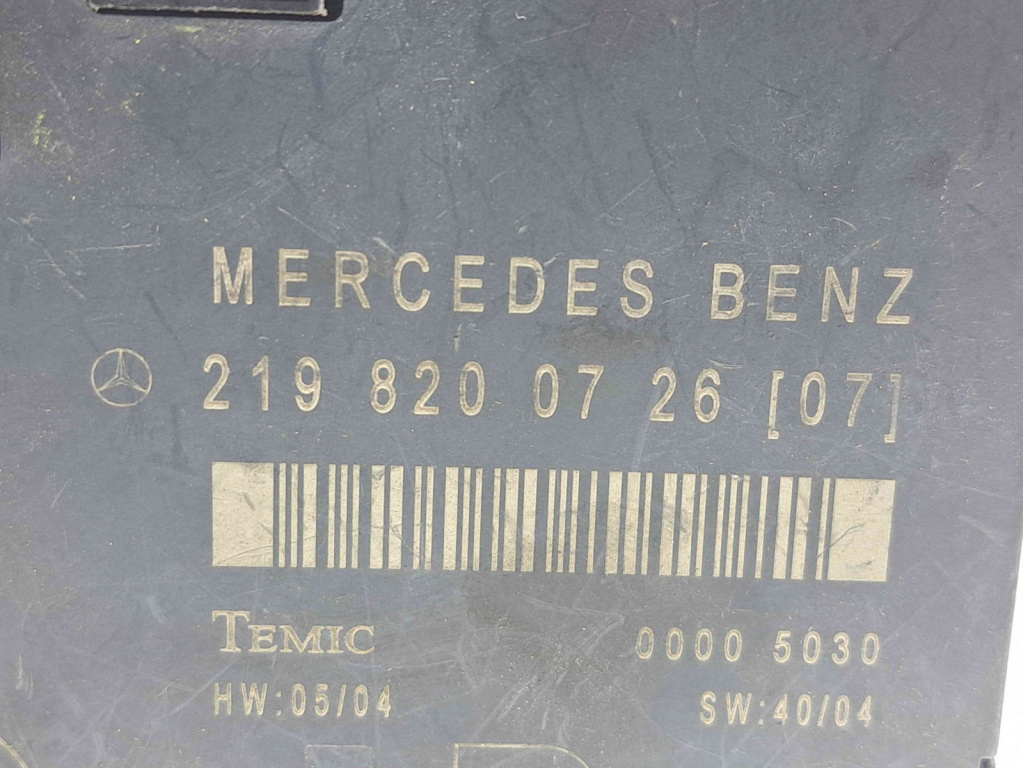 MERCEDES BENZ
219 820 07 26 [07]
TEMIC
0000 5030
HW:05/04
SW:40/04